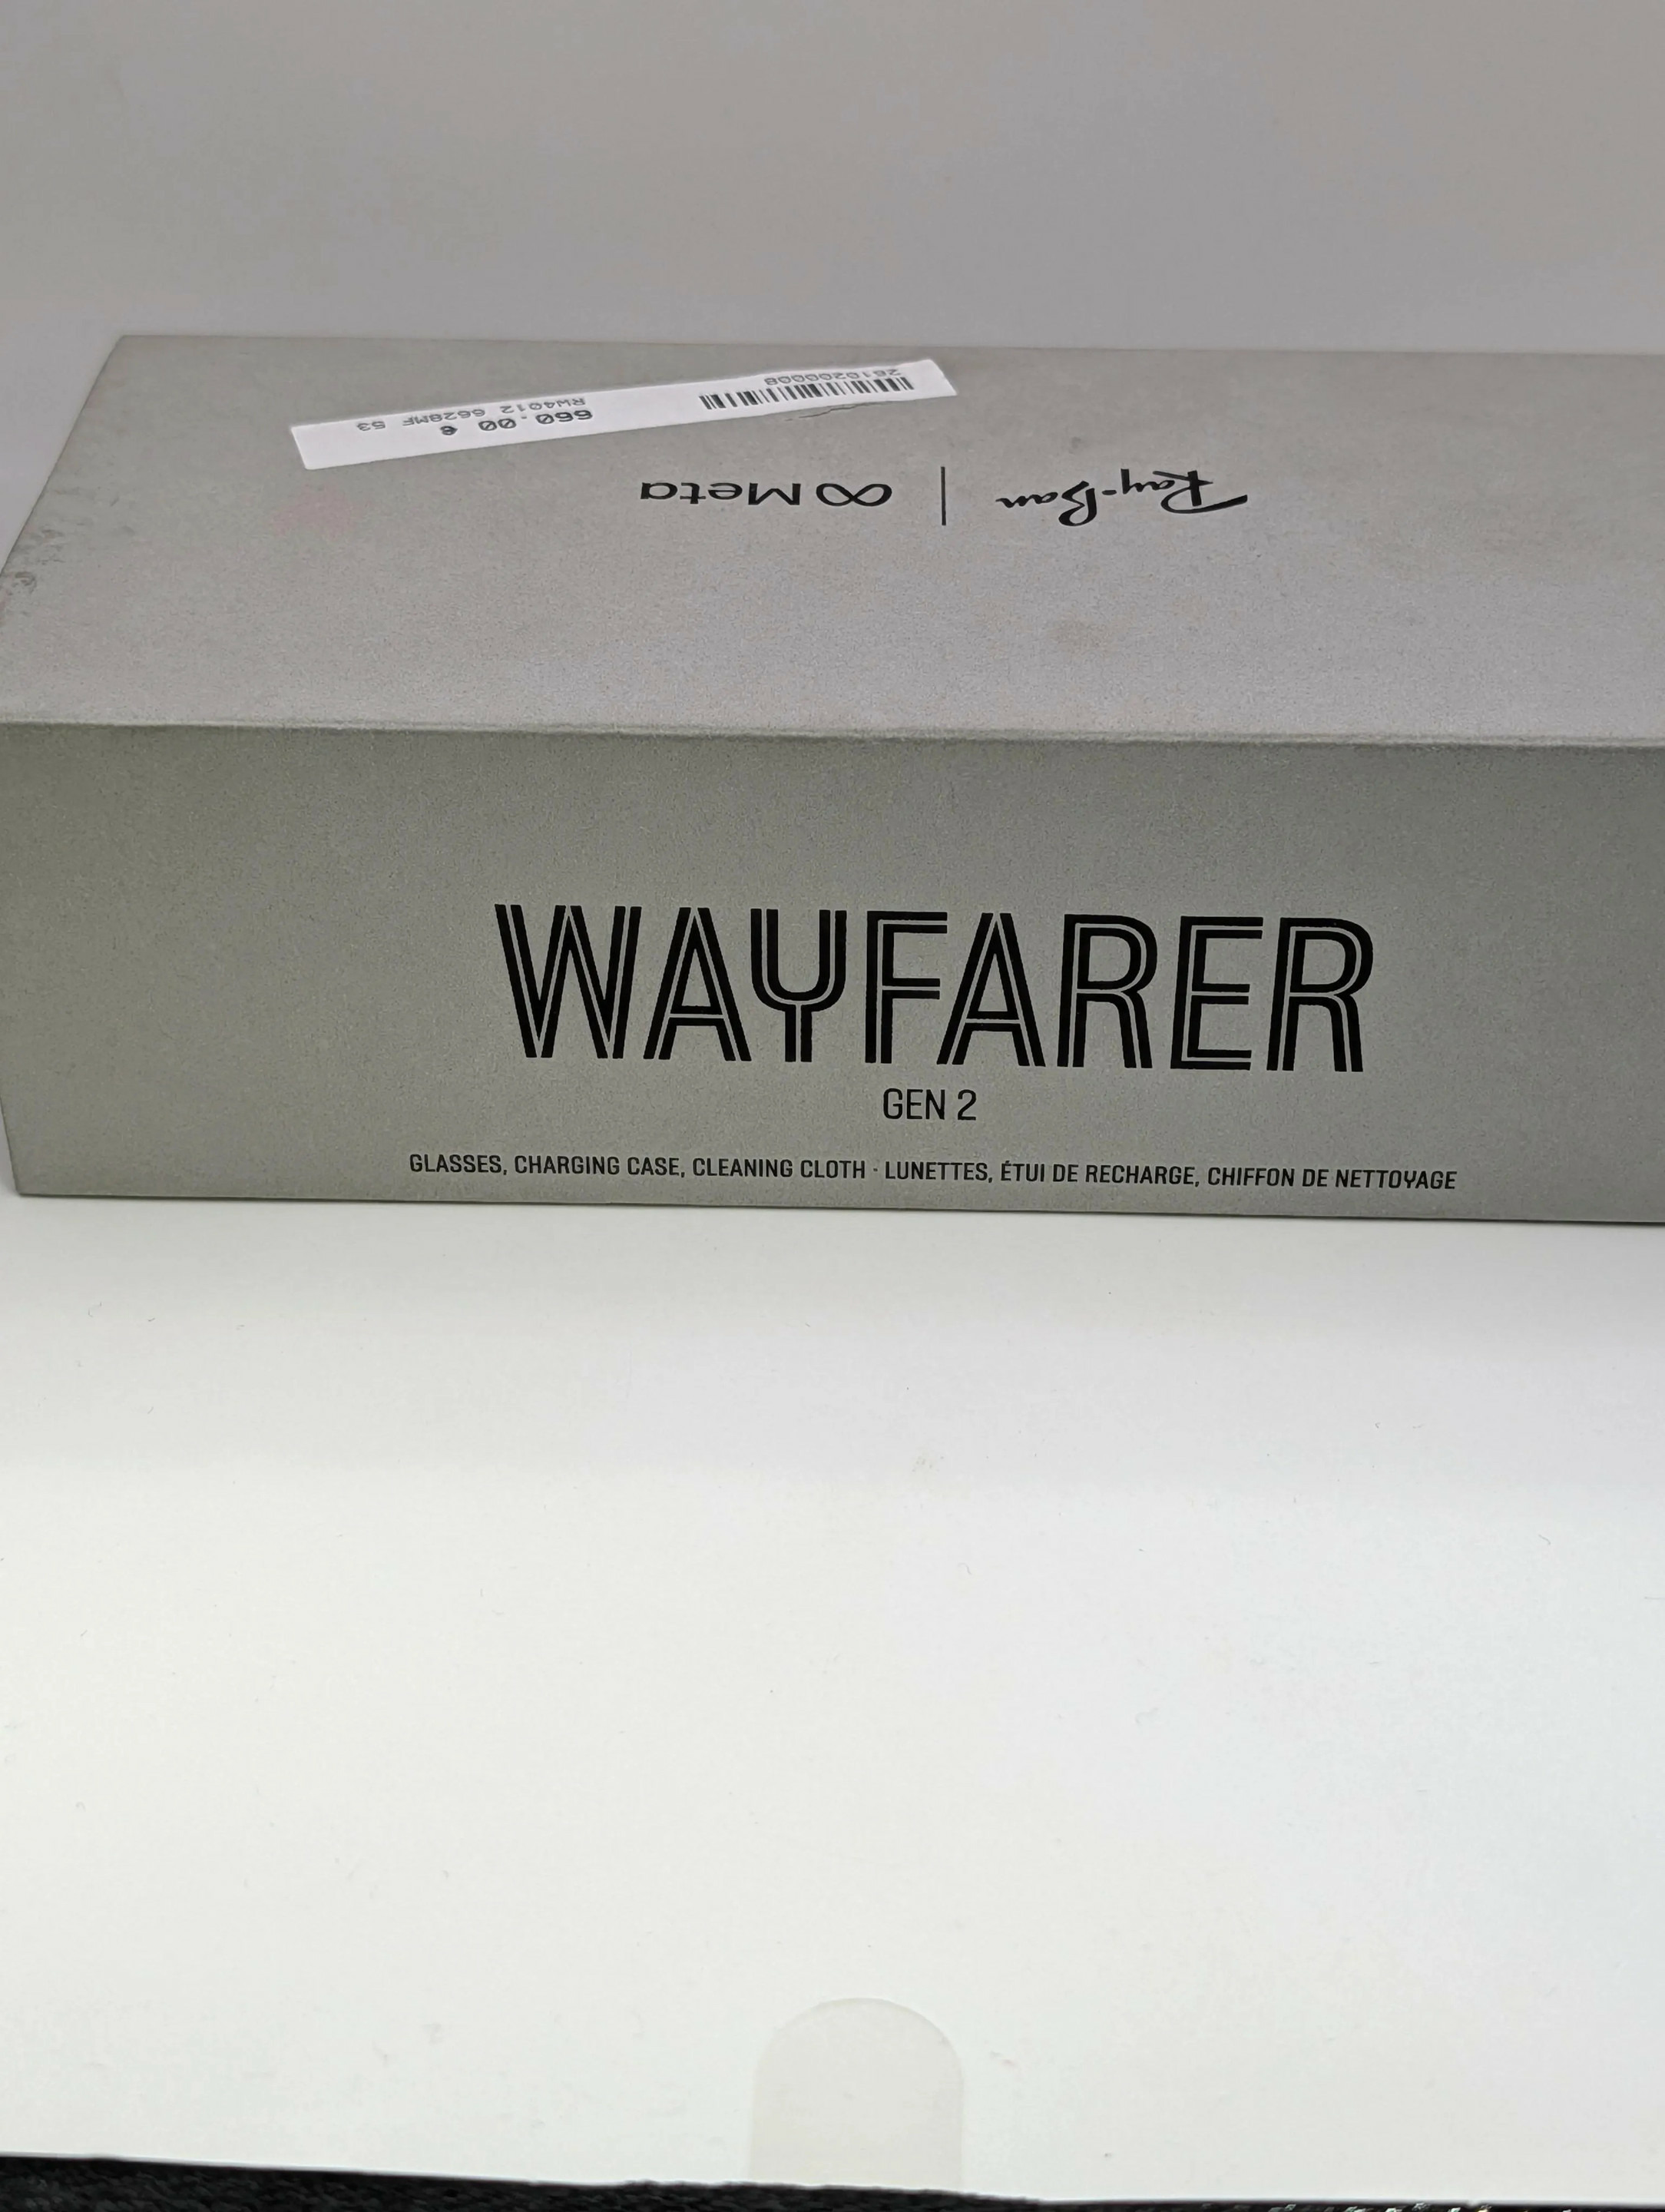 2610200008
660.00 €
RW4012 6628MF 53
Ray-Ban | Meta
WAYFARER
GEN 2
GLASSES, CHARGING CASE, CLEANING CLOTH · LUNETTES, ÉTUI DE RECHARGE, CHIFFON DE NETTOYAGE